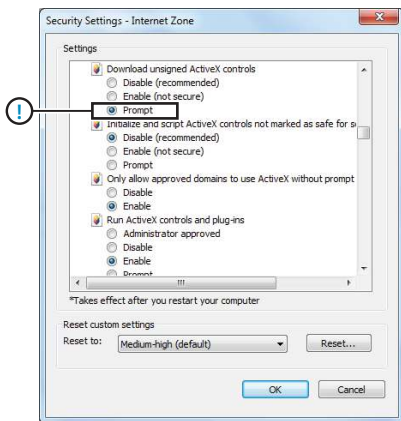 Security Settings - Internet Zone
Settings
Download unsigned ActiveX controls
Disable (recommended)
Enable (not secure)
Prompt
!
Initialize and script ActiveX controls not marked as safe for
Disable (recommended)
Enable (not secure)
Prompt
Only allow approved domains to use ActiveX without prompt
Disable
Enable
Run ActiveX controls and plug-ins
Administrator approved
Disable
Enable
Prompt
*Takes effect after you restart your computer
Reset custom settings
Reset to:
Medium-high (default)
Reset...
OK
Cancel